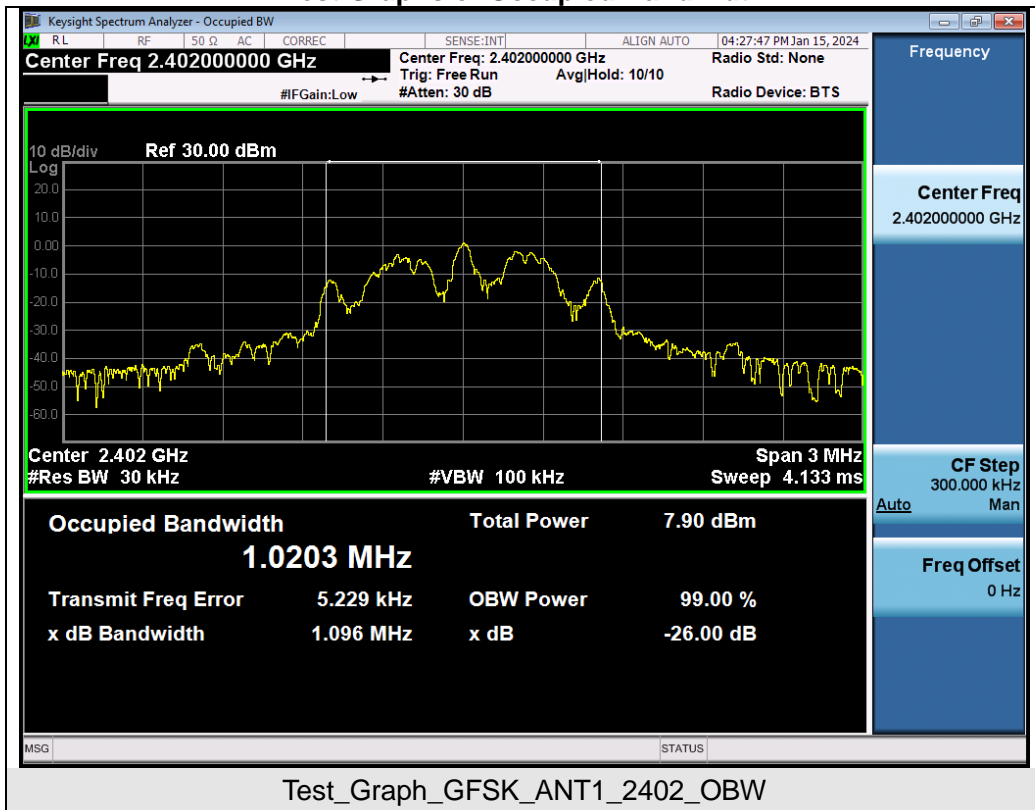 Keysight Spectrum Analyzer - Occupied BW
LXI RL RF 50 Ω AC CORREC SENSE:INT ALIGN AUTO 04:27:47 PM Jan 15, 2024
Center Freq 2.402000000 GHz
Center Freq: 2.402000000 GHz
Radio Std: None
Trig: Free Run Avg|Hold: 10/10
#IFGain:Low
#Atten: 30 dB
Radio Device: BTS
10 dB/div Ref 30.00 dBm
Log
20.0
10.0
0.00
-10.0
-20.0
-30.0
-40.0
-50.0
-60.0
Center 2.402 GHz Span 3 MHz
#Res BW 30 kHz #VBW 100 kHz Sweep 4.133 ms
Occupied Bandwidth Total Power 7.90 dBm
1.0203 MHz
Transmit Freq Error 5.229 kHz OBW Power 99.00 %
x dB Bandwidth 1.096 MHz x dB -26.00 dB
MSG STATUS
Frequency
Center Freq
2.402000000 GHz
CF Step
300.000 kHz
Auto Man
Freq Offset
0 Hz
Test_Graph_GFSK_ANT1_2402_OBW